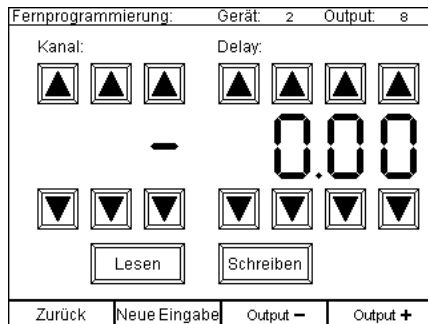 Fernprogrammierung: Gerät: 2 Output: 8
Kanal: Delay:
– 0.00
Lesen Schreiben
Zurück Neue Eingabe Output – Output +